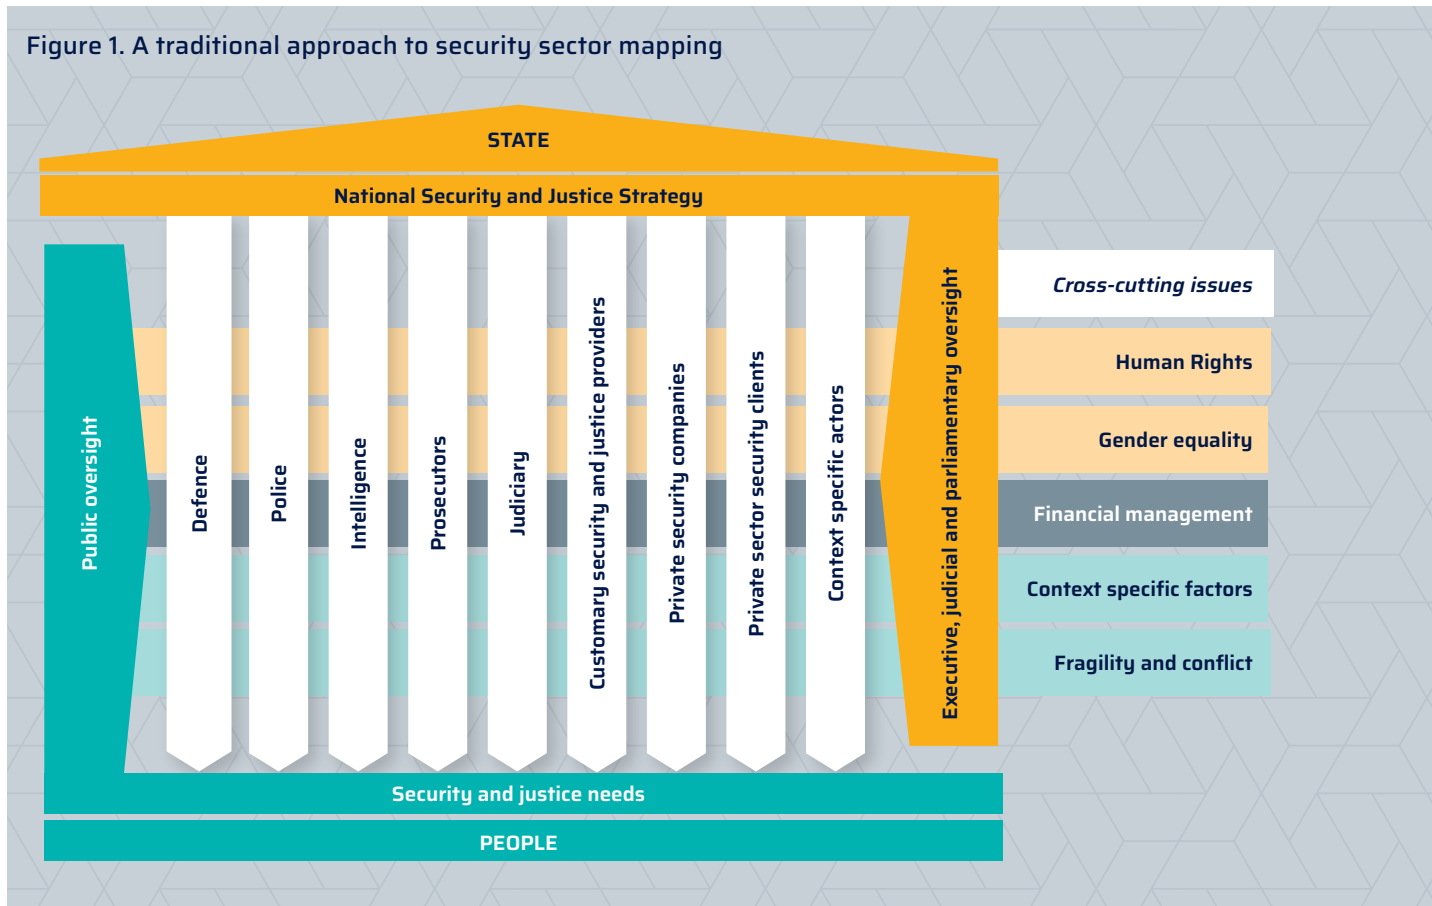 Figure 1. A traditional approach to security sector mapping
STATE
National Security and Justice Strategy
Public oversight
Defence
Police
Intelligence
Prosecutors
Judiciary
Customary security and justice providers
Private security companies
Private sector security clients
Context specific actors
Executive, judicial and parliamentary oversight
Cross-cutting issues
Human Rights
Gender equality
Financial management
Context specific factors
Fragility and conflict
Security and justice needs
PEOPLE